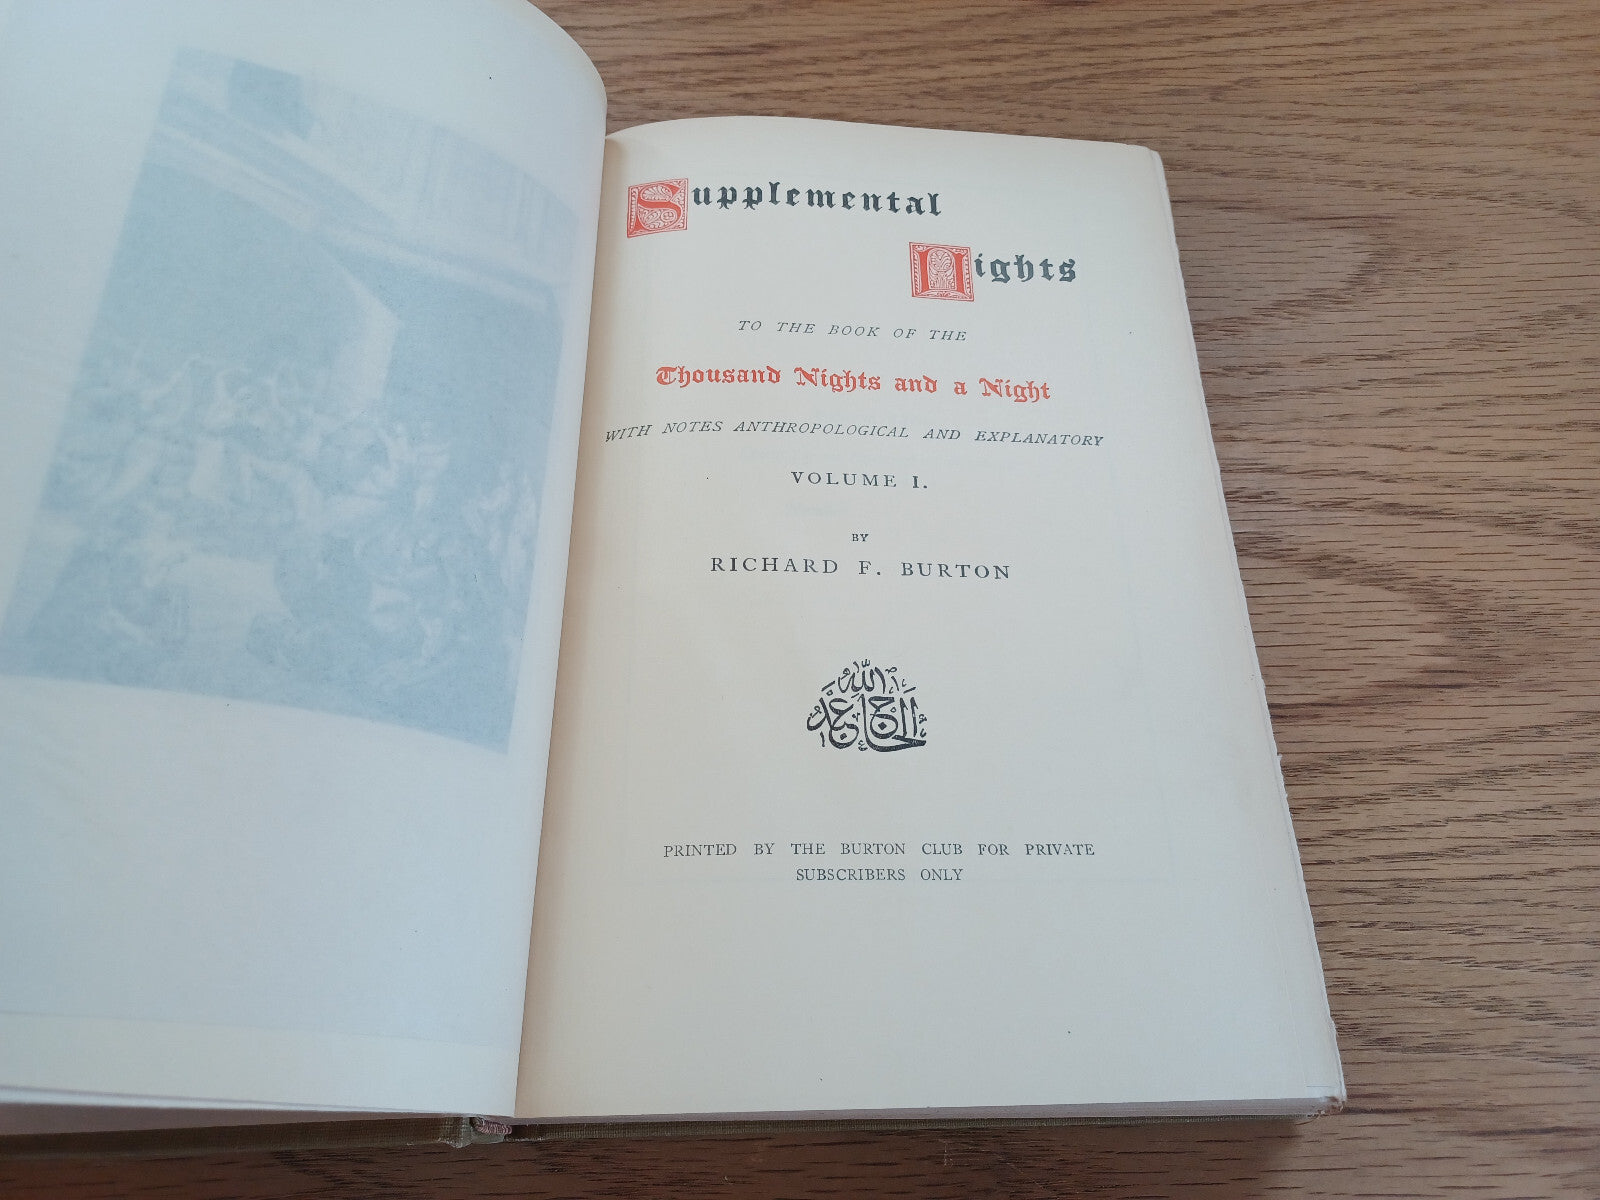 Supplemental
Nights
TO THE BOOK OF THE
Thousand Nights and a Night
WITH NOTES ANTHROPOLOGICAL AND EXPLANATORY
VOLUME I.
BY
RICHARD F. BURTON
الحاج عبد الله
PRINTED BY THE BURTON CLUB FOR PRIVATE
SUBSCRIBERS ONLY